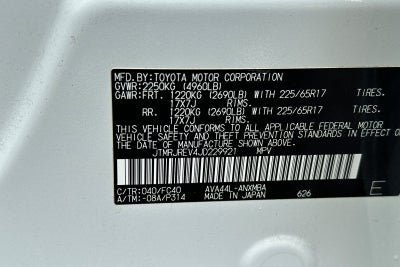 MFD.BY:TOYOTA MOTOR CORPORATION
GVWR:2250KG (4960LB)
GAWR:FRT. 1220KG (2690LB) WITH 225/65R17 TIRES.
17X7J RIMS.
RR. 1220KG (2690LB) WITH 225/65R17 TIRES.
17X7J RIMS.
THIS VEHICLE CONFORMS TO ALL APPLICABLE FEDERAL MOTOR
VEHICLE SAFETY AND THEFT PREVENTION STANDARDS IN EFFECT
ON THE DATE OF MANUFACTURE SHOWN ABOVE.
JTMRJREV4JD229921 MPV
C/TR:040/FC40 AVA44L-ANXMBA
A/TM:-08A/P314 MADE IN JAPAN 626 E